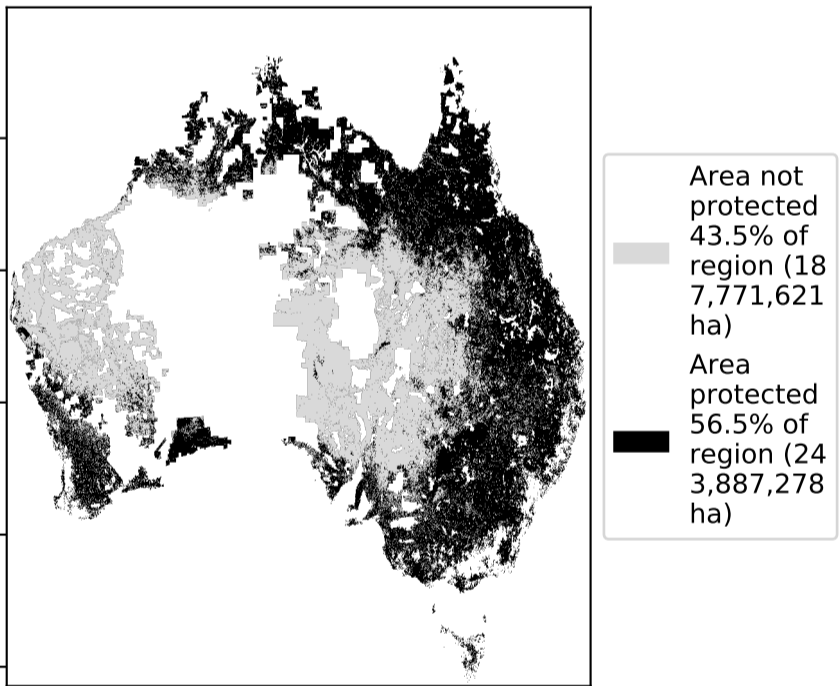 Area not
protected
43.5% of
region (18
7,771,621
ha)
Area
protected
56.5% of
region (24
3,887,278
ha)